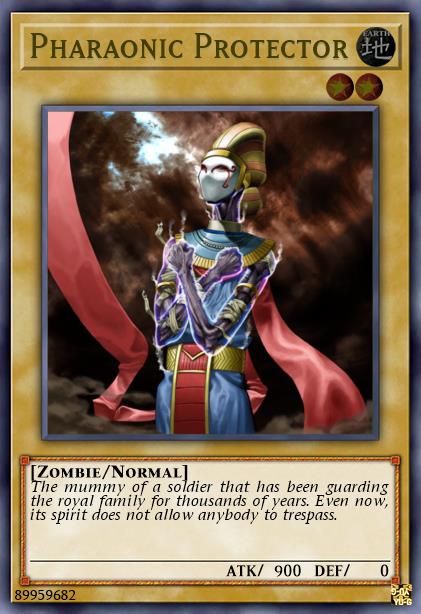 PHARAONIC PROTECTOR
EARTH
地
[ZOMBIE/NORMAL]
The mummy of a soldier that has been guarding
the royal family for thousands of years. Even now,
its spirit does not allow anybody to trespass.
ATK/ 900 DEF/ 0
89959682